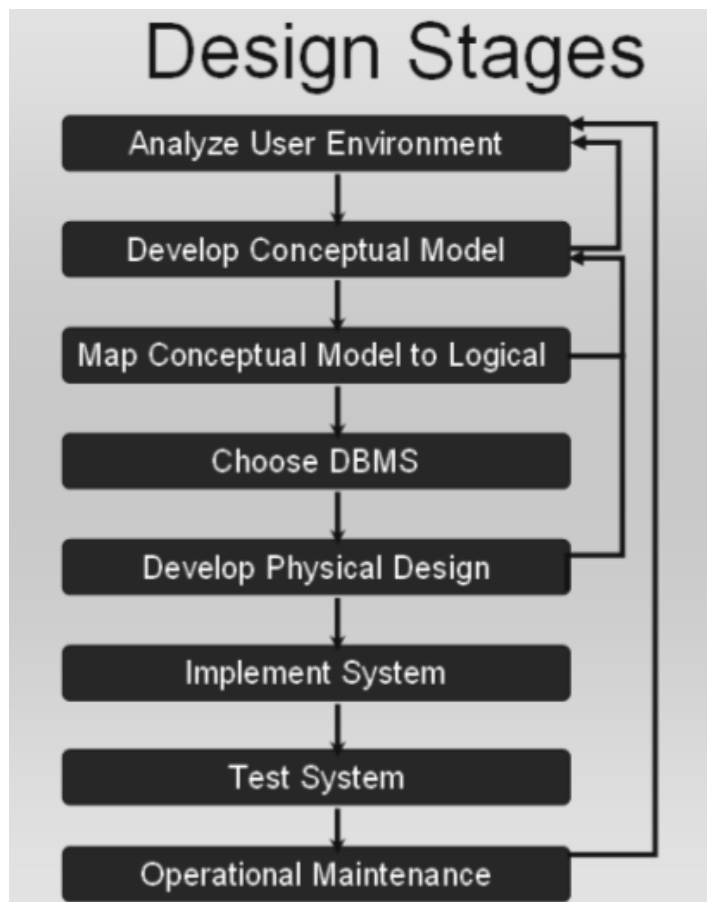 Design Stages
Analyze User Environment
Develop Conceptual Model
Map Conceptual Model to Logical
Choose DBMS
Develop Physical Design
Implement System
Test System
Operational Maintenance